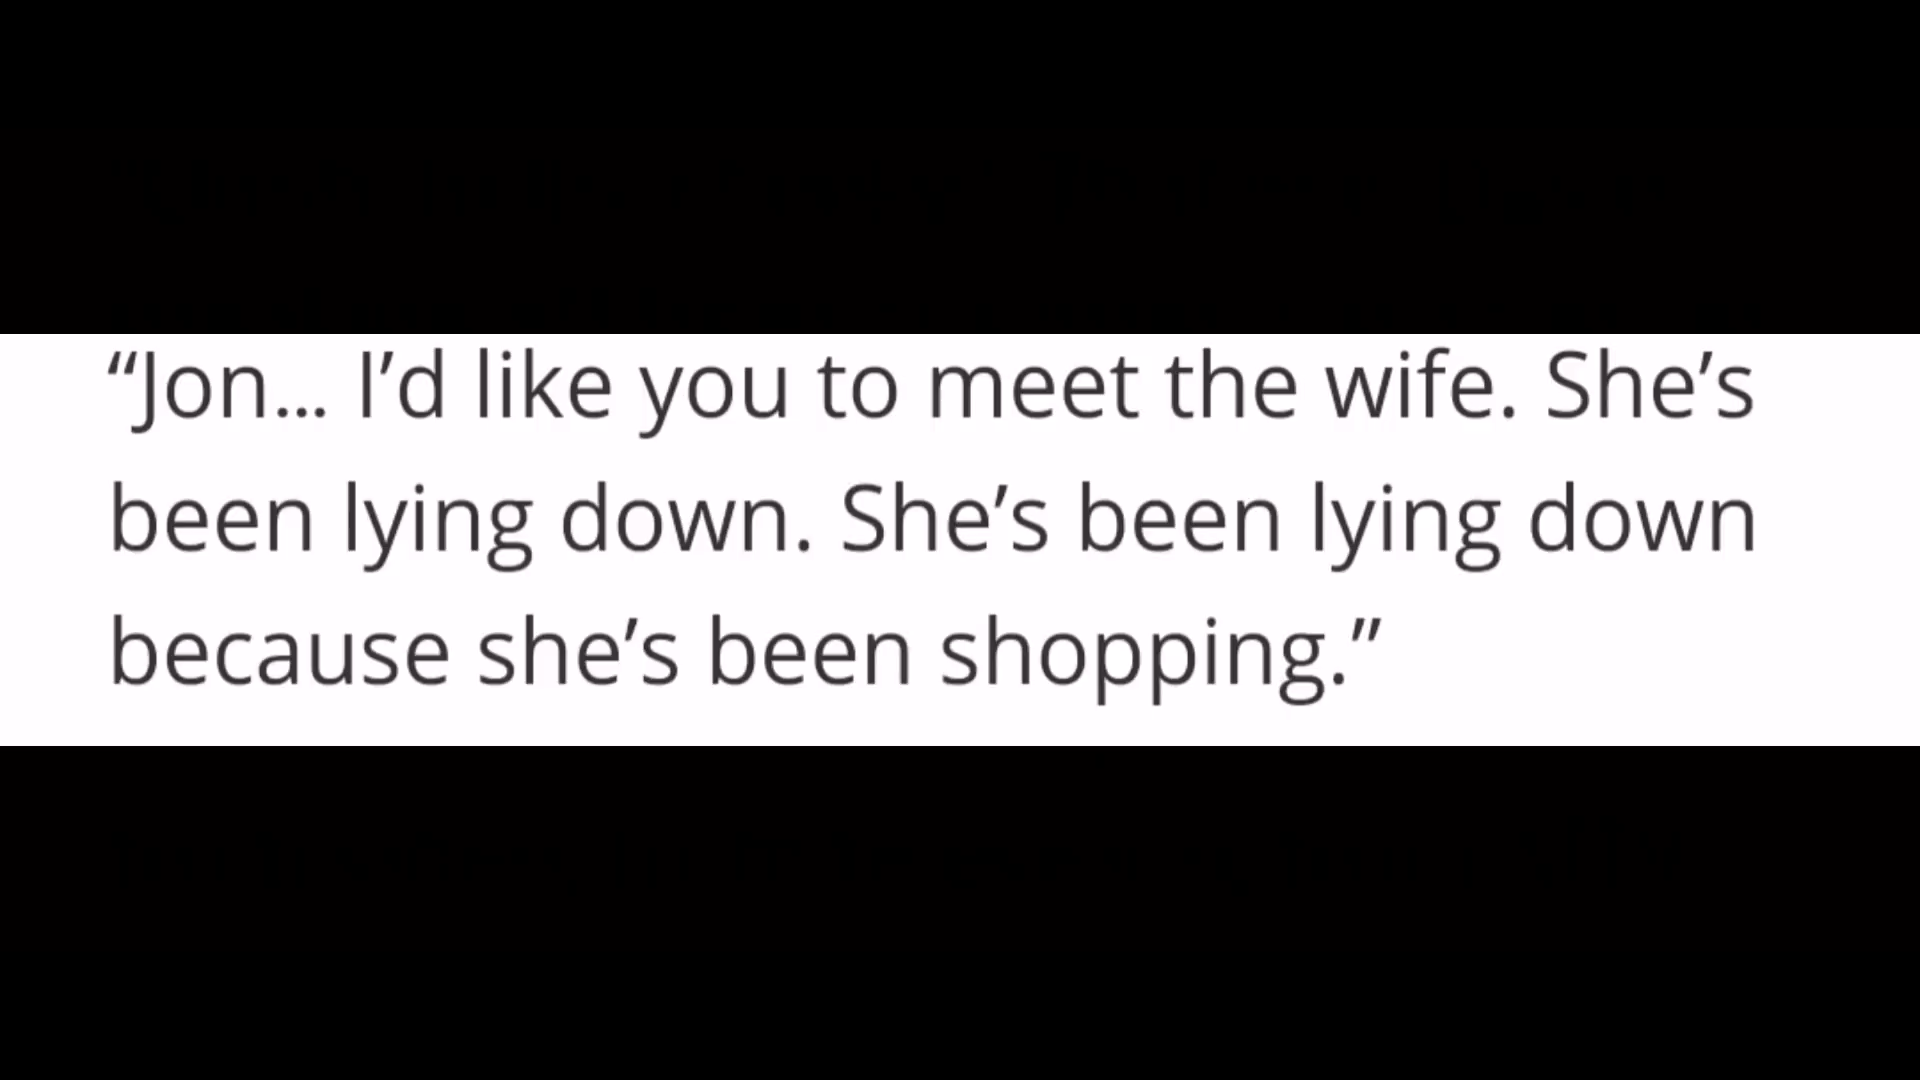 “Jon... I’d like you to meet the wife. She’s
been lying down. She’s been lying down
because she’s been shopping.”